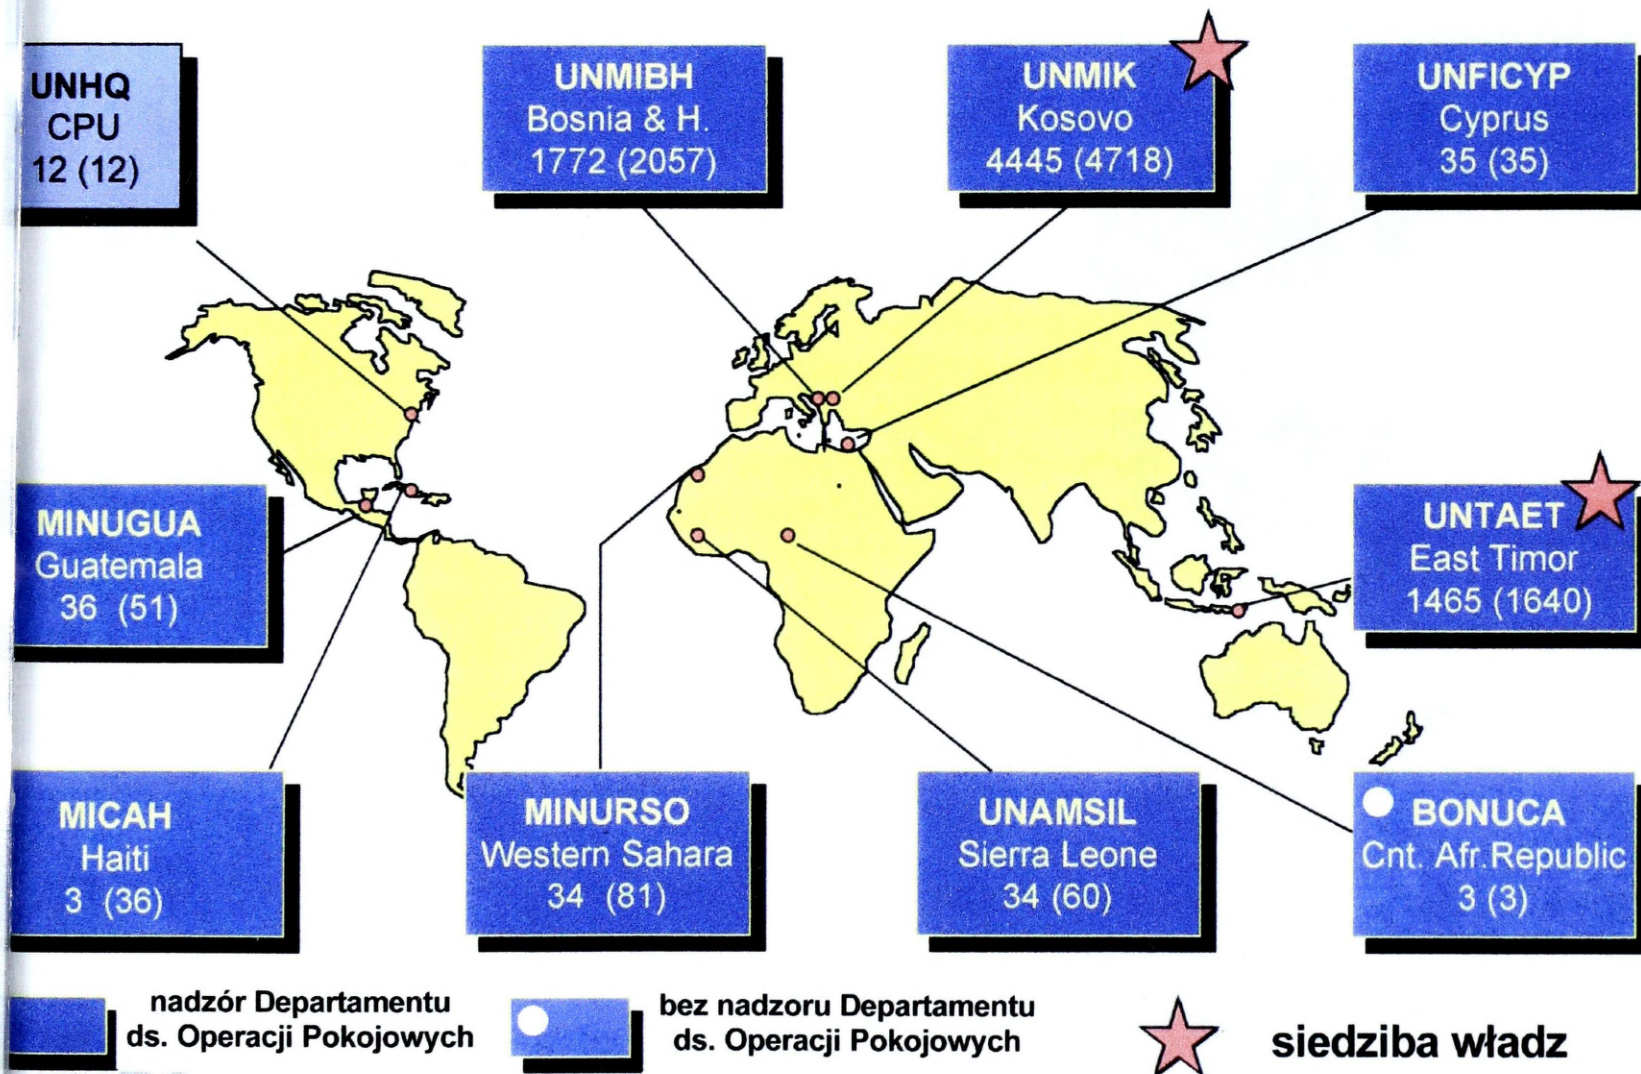 UNHQ
CPU
12 (12)
UNMIBH
Bosnia & H.
1772 (2057)
UNMIK
Kosovo
4445 (4718)
UNFICYP
Cyprus
35 (35)
MINUGUA
Guatemala
36 (51)
UNTAET
East Timor
1465 (1640)
MICAH
Haiti
3 (36)
MINURSO
Western Sahara
34 (81)
UNAMSIL
Sierra Leone
34 (60)
BONUCA
Cnt. Afr.Republic
3 (3)
nadzór Departamentu
ds. Operacji Pokojowych
bez nadzoru Departamentu
ds. Operacji Pokojowych
siedziba władz